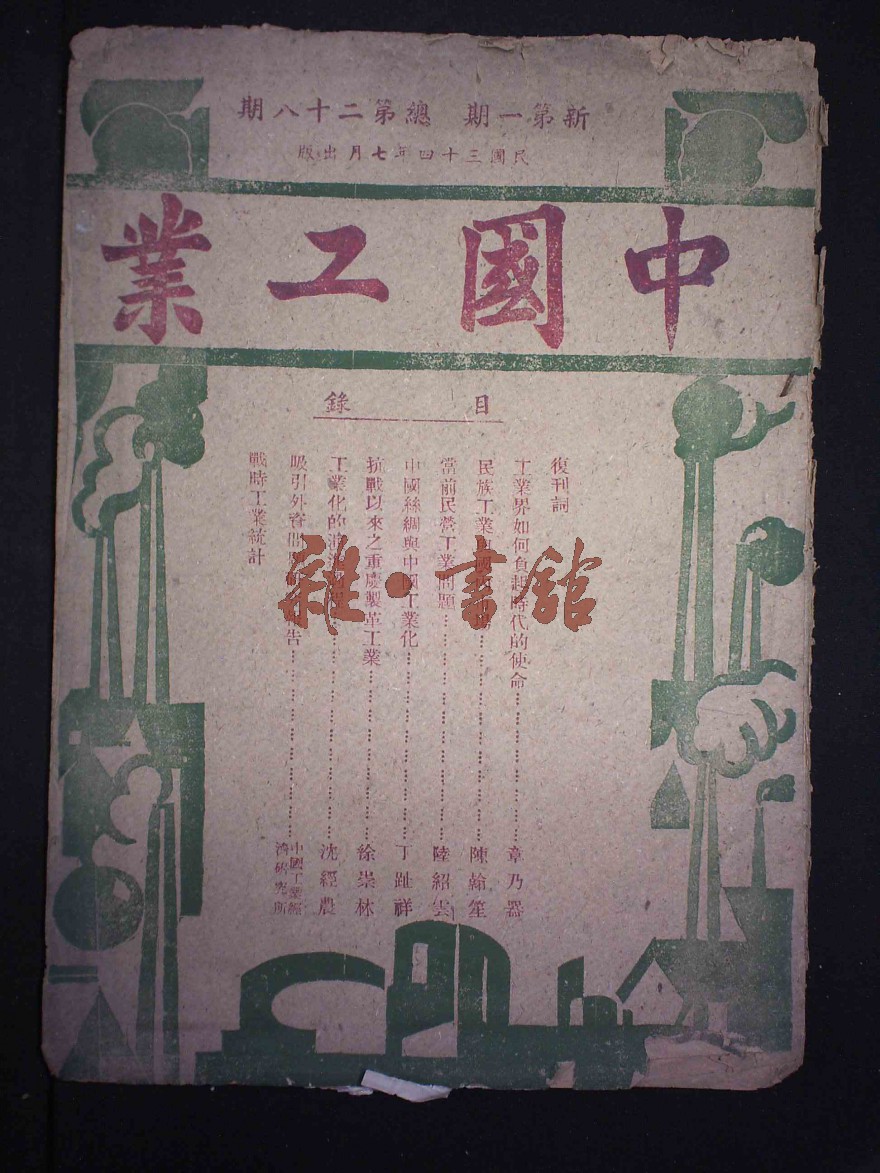 新第一期 總第二十八期
民國三十四年七月出版
中國工業
目錄
復刊詞
工業界如何負起時代的使命……章乃器
民族工業……陳翰笙
當前民營工業問題……陸紹雲
中國絲綢與中國工業化……丁趾祥
抗戰以來之重慶製革工業……徐崇林
工業化的……沈經農
吸引外資……告……中國工業經濟研究所
戰時工業統計
雜·書館